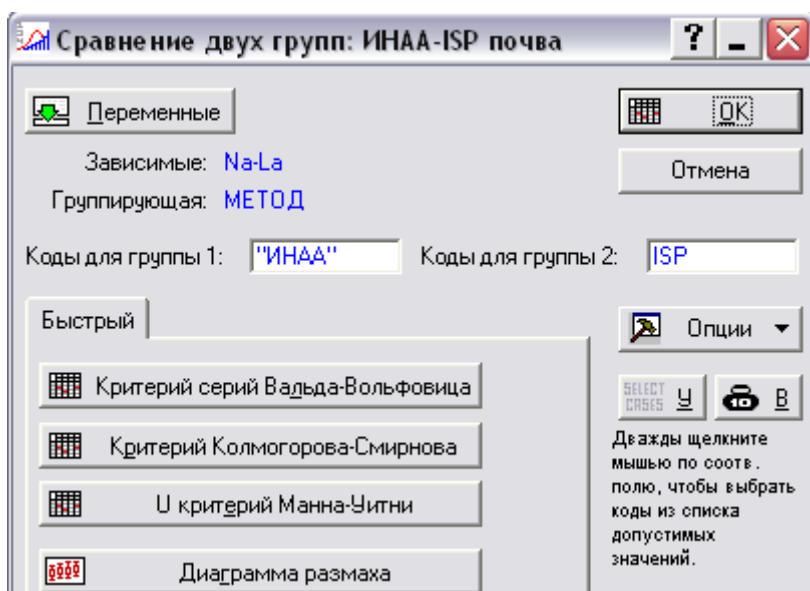 Сравнение двух групп: ИНАА-ISP почва
Переменные
OK
Зависимые: Na-La
Отмена
Группирующая: МЕТОД
Коды для группы 1: "ИНАА" Коды для группы 2: ISP
Быстрый
Опции
Критерий серий Вальда-Вольфовица
SELECT CASES У В
Критерий Колмогорова-Смирнова
Дважды щелкните
мышью по соотв.
полю, чтобы выбрать
коды из списка
допустимых
значений.
U критерий Манна-Уитни
Диаграмма размаха